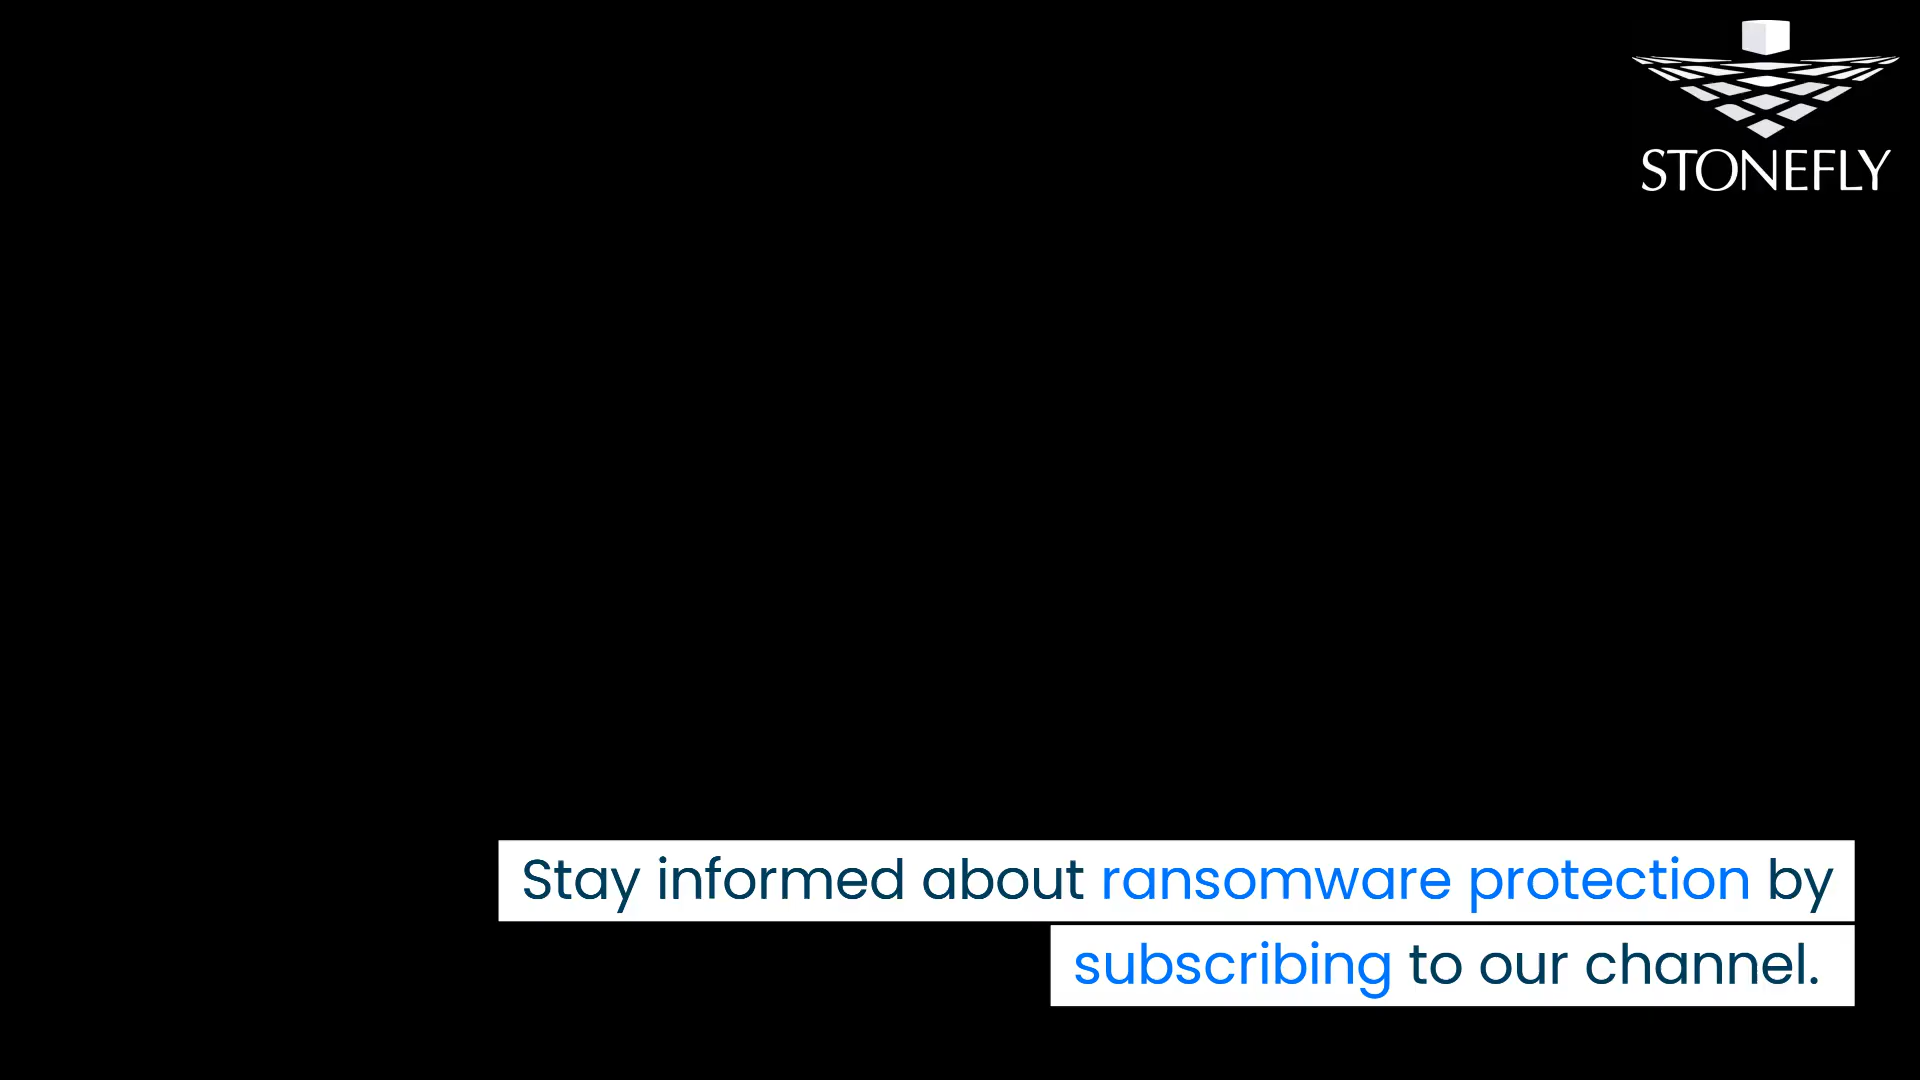 STONEFLY
Stay informed about ransomware protection by
subscribing to our channel.